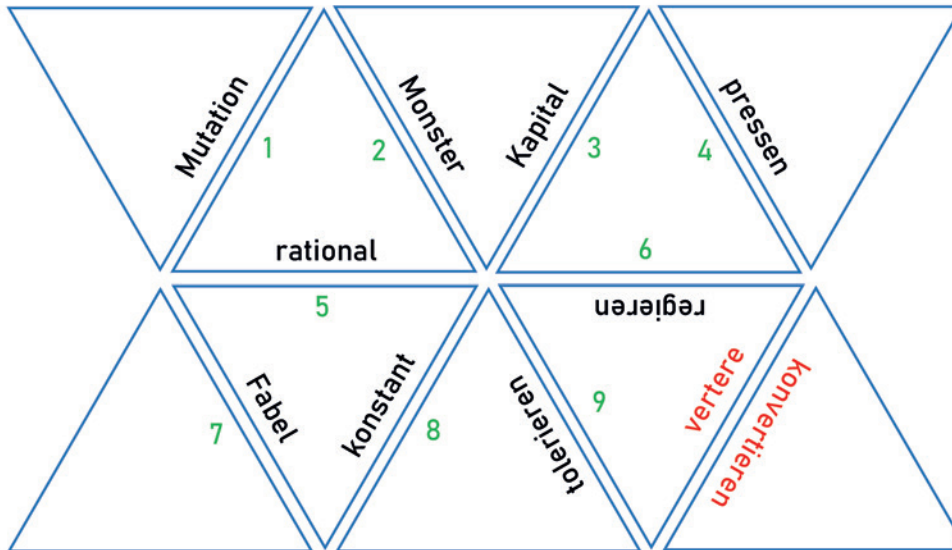 Mutation
1
2
Monster
Kapital
3
4
pressen
rational
6
5
regieren
Fabel
konstant
7
8
tolerieren
9
vertere
konvertieren